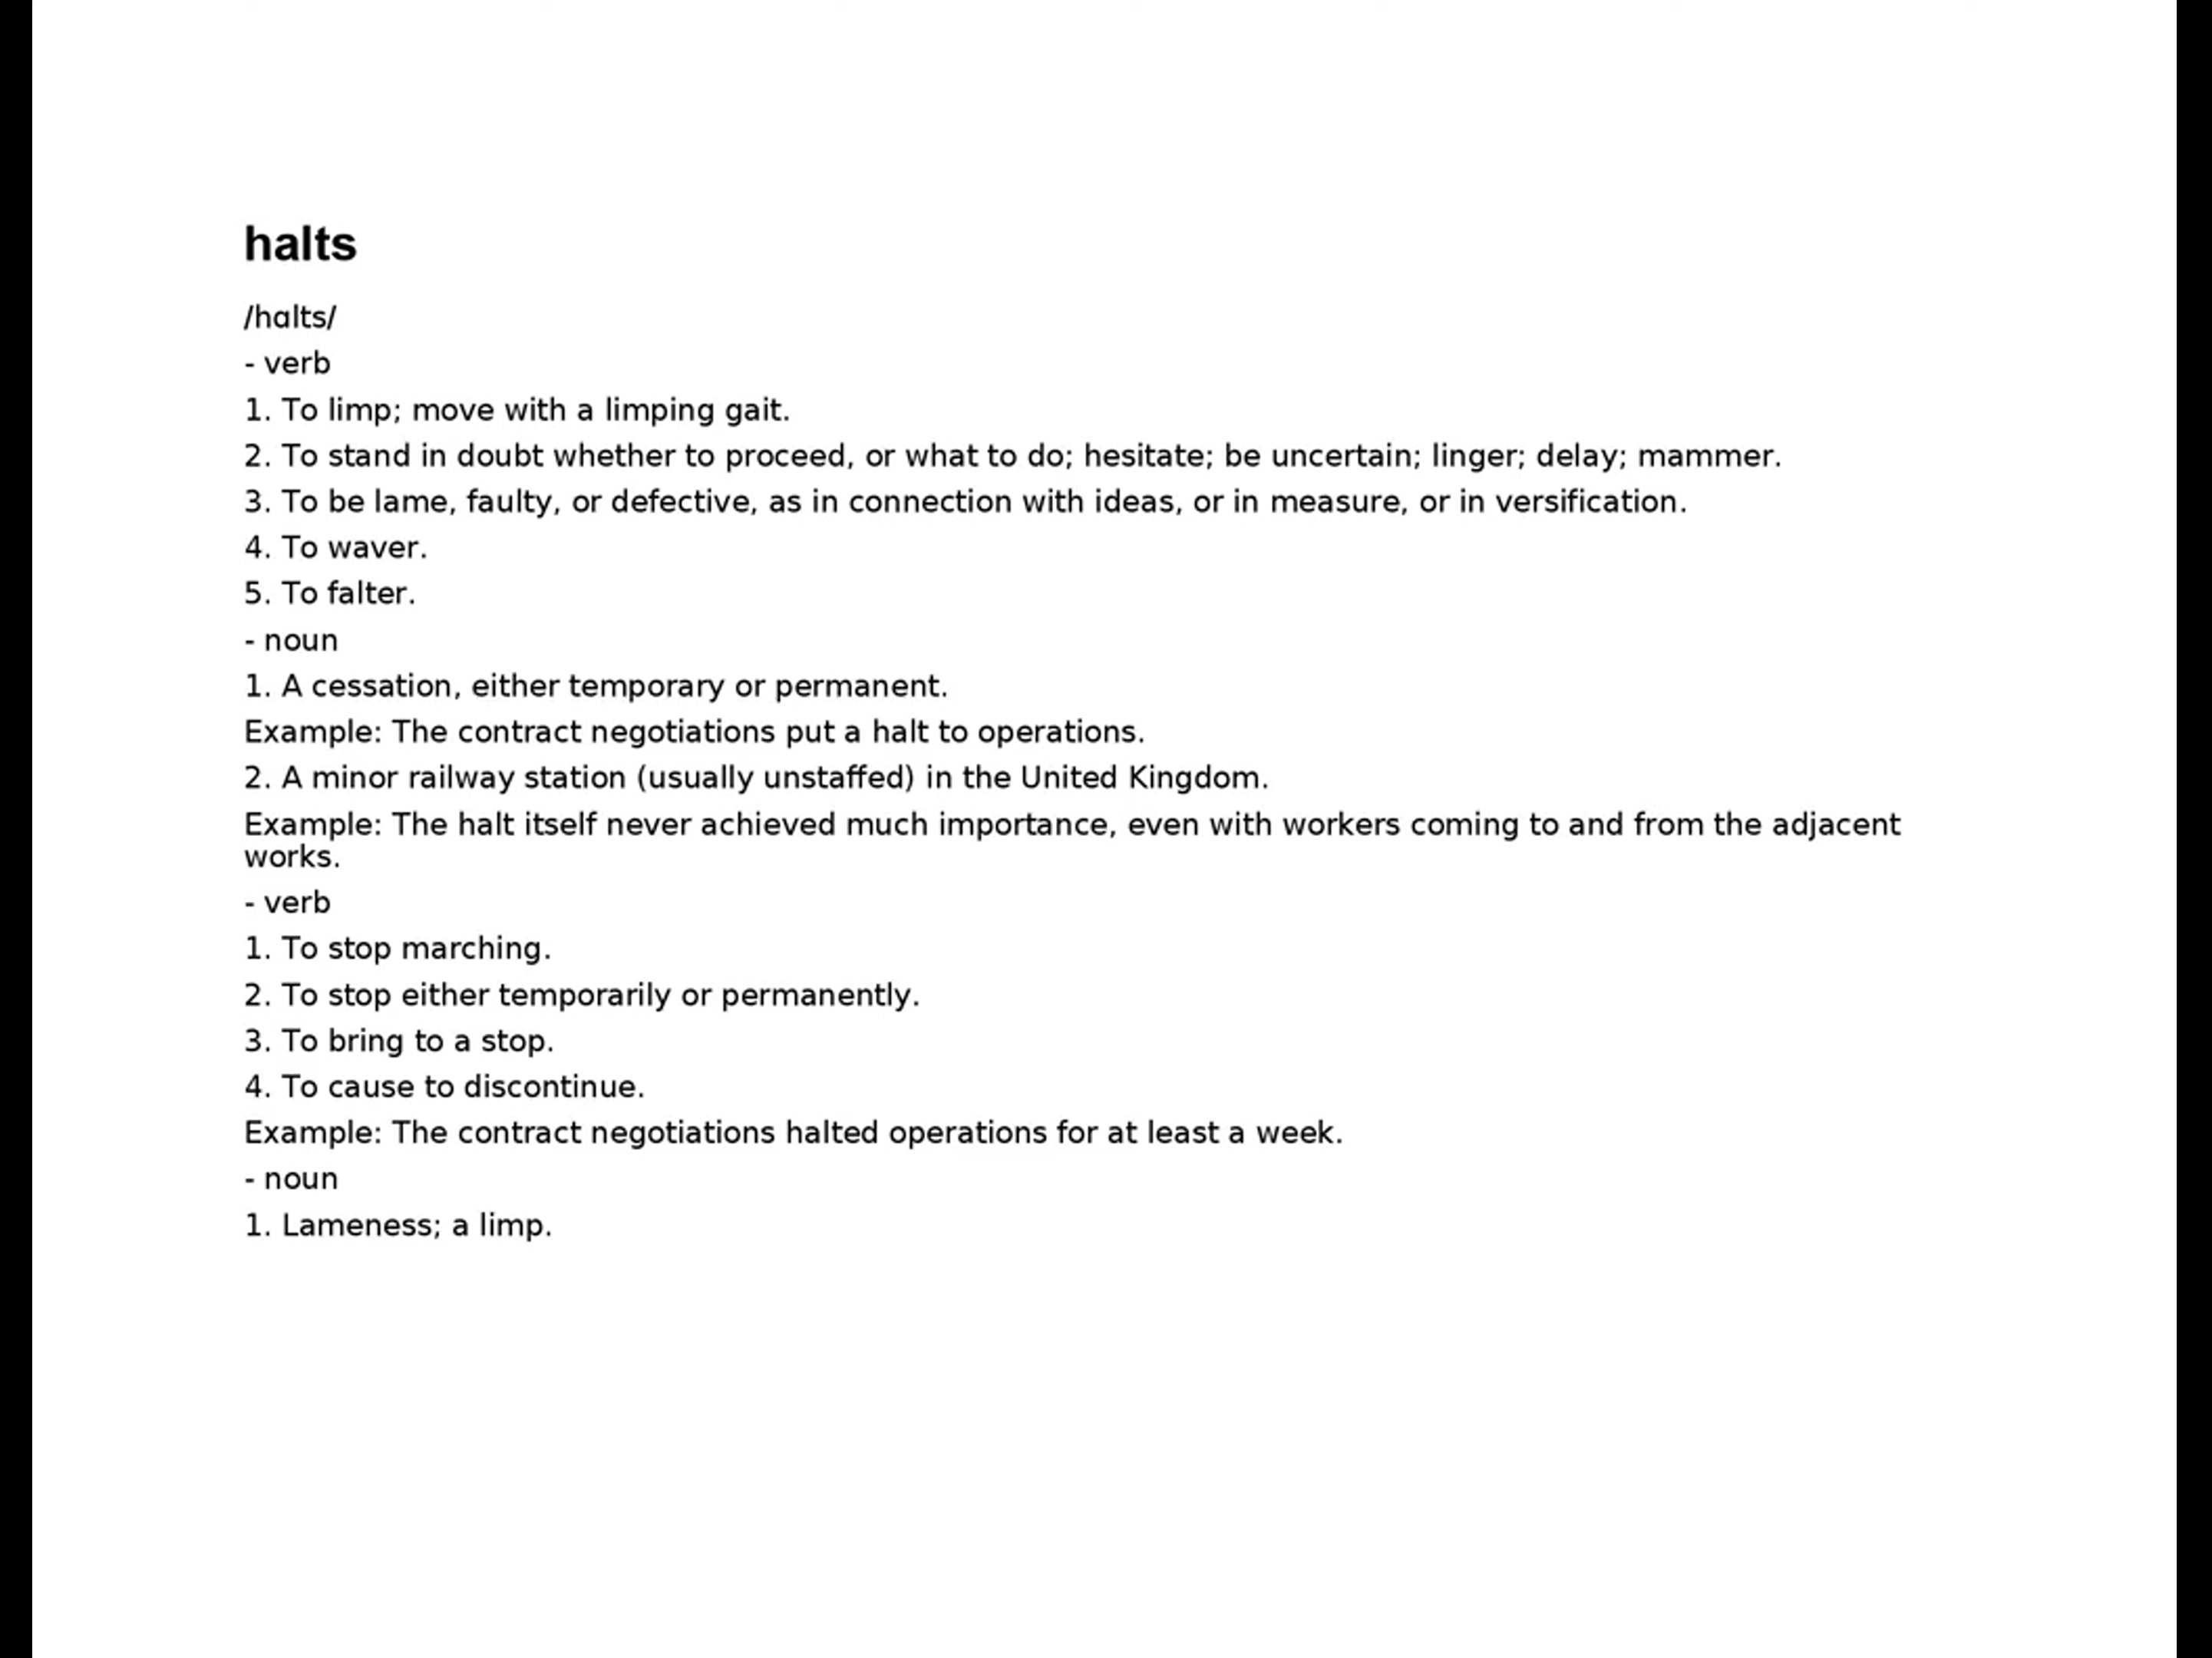 halts
/hɑlts/
- verb
1. To limp; move with a limping gait.
2. To stand in doubt whether to proceed, or what to do; hesitate; be uncertain; linger; delay; mammer.
3. To be lame, faulty, or defective, as in connection with ideas, or in measure, or in versification.
4. To waver.
5. To falter.
- noun
1. A cessation, either temporary or permanent.
Example: The contract negotiations put a halt to operations.
2. A minor railway station (usually unstaffed) in the United Kingdom.
Example: The halt itself never achieved much importance, even with workers coming to and from the adjacent
works.
- verb
1. To stop marching.
2. To stop either temporarily or permanently.
3. To bring to a stop.
4. To cause to discontinue.
Example: The contract negotiations halted operations for at least a week.
- noun
1. Lameness; a limp.